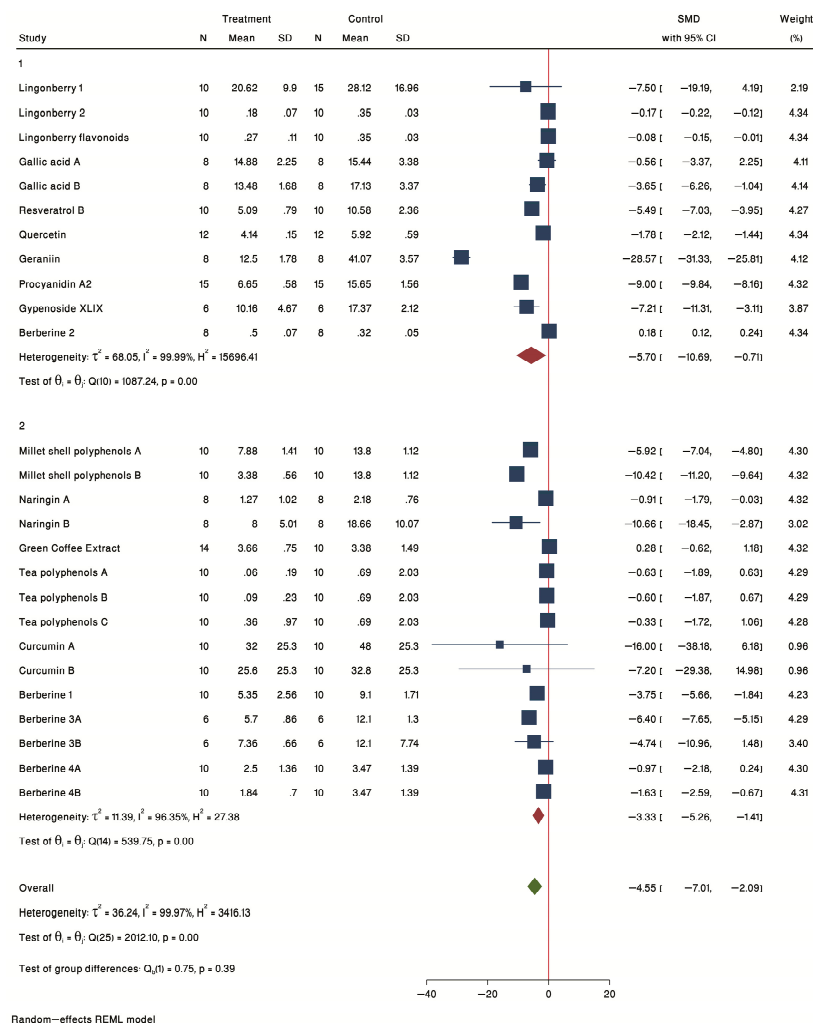 Treatment Control SMD Weight
Study N Mean SD N Mean SD with 95% CI (%)
1
Lingonberry 1 10 20.62 9.9 15 28.12 16.96 −7.50 [ −19.19, 4.19] 2.19
Lingonberry 2 10 .18 .07 10 .35 .03 −0.17 [ −0.22, −0.12] 4.34
Lingonberry flavonoids 10 .27 .11 10 .35 .03 −0.08 [ −0.15, −0.01] 4.34
Gallic acid A 8 14.88 2.25 8 15.44 3.38 −0.56 [ −3.37, 2.25] 4.11
Gallic acid B 8 13.48 1.68 8 17.13 3.37 −3.65 [ −6.26, −1.04] 4.14
Resveratrol B 10 5.09 .79 10 10.58 2.36 −5.49 [ −7.03, −3.95] 4.27
Quercetin 12 4.14 .15 12 5.92 .59 −1.78 [ −2.12, −1.44] 4.34
Geraniin 8 12.5 1.78 8 41.07 3.57 −28.57 [ −31.33, −25.81] 4.12
Procyanidin A2 15 6.65 .58 15 15.65 1.56 −9.00 [ −9.84, −8.16] 4.32
Gypenoside XLIX 6 10.16 4.67 6 17.37 2.12 −7.21 [ −11.31, −3.11] 3.87
Berberine 2 8 .5 .07 8 .32 .05 0.18 [ 0.12, 0.24] 4.34
Heterogeneity: τ² = 68.05, I² = 99.99%, H² = 15696.41 −5.70 [ −10.69, −0.71]
Test of θᵢ = θⱼ: Q(10) = 1087.24, p = 0.00
2
Millet shell polyphenols A 10 7.88 1.41 10 13.8 1.12 −5.92 [ −7.04, −4.80] 4.30
Millet shell polyphenols B 10 3.38 .56 10 13.8 1.12 −10.42 [ −11.20, −9.64] 4.32
Naringin A 8 1.27 1.02 8 2.18 .76 −0.91 [ −1.79, −0.03] 4.32
Naringin B 8 8 5.01 8 18.66 10.07 −10.66 [ −18.45, −2.87] 3.02
Green Coffee Extract 14 3.66 .75 10 3.38 1.49 0.28 [ −0.62, 1.18] 4.32
Tea polyphenols A 10 .06 .19 10 .69 2.03 −0.63 [ −1.89, 0.63] 4.29
Tea polyphenols B 10 .09 .23 10 .69 2.03 −0.60 [ −1.87, 0.67] 4.29
Tea polyphenols C 10 .36 .97 10 .69 2.03 −0.33 [ −1.72, 1.06] 4.28
Curcumin A 10 32 25.3 10 48 25.3 −16.00 [ −38.18, 6.18] 0.96
Curcumin B 10 25.6 25.3 10 32.8 25.3 −7.20 [ −29.38, 14.98] 0.96
Berberine 1 10 5.35 2.56 10 9.1 1.71 −3.75 [ −5.66, −1.84] 4.23
Berberine 3A 6 5.7 .86 6 12.1 1.3 −6.40 [ −7.65, −5.15] 4.29
Berberine 3B 6 7.36 .66 6 12.1 7.74 −4.74 [ −10.96, 1.48] 3.40
Berberine 4A 10 2.5 1.36 10 3.47 1.39 −0.97 [ −2.18, 0.24] 4.30
Berberine 4B 10 1.84 .7 10 3.47 1.39 −1.63 [ −2.59, −0.67] 4.31
Heterogeneity: τ² = 11.39, I² = 96.35%, H² = 27.38 −3.33 [ −5.26, −1.41]
Test of θᵢ = θⱼ: Q(14) = 539.75, p = 0.00
Overall −4.55 [ −7.01, −2.09]
Heterogeneity: τ² = 36.24, I² = 99.97%, H² = 3416.13
Test of θᵢ = θⱼ: Q(25) = 2012.10, p = 0.00
Test of group differences: Q_b(1) = 0.75, p = 0.39
−40 −20 0 20
Random−effects REML model